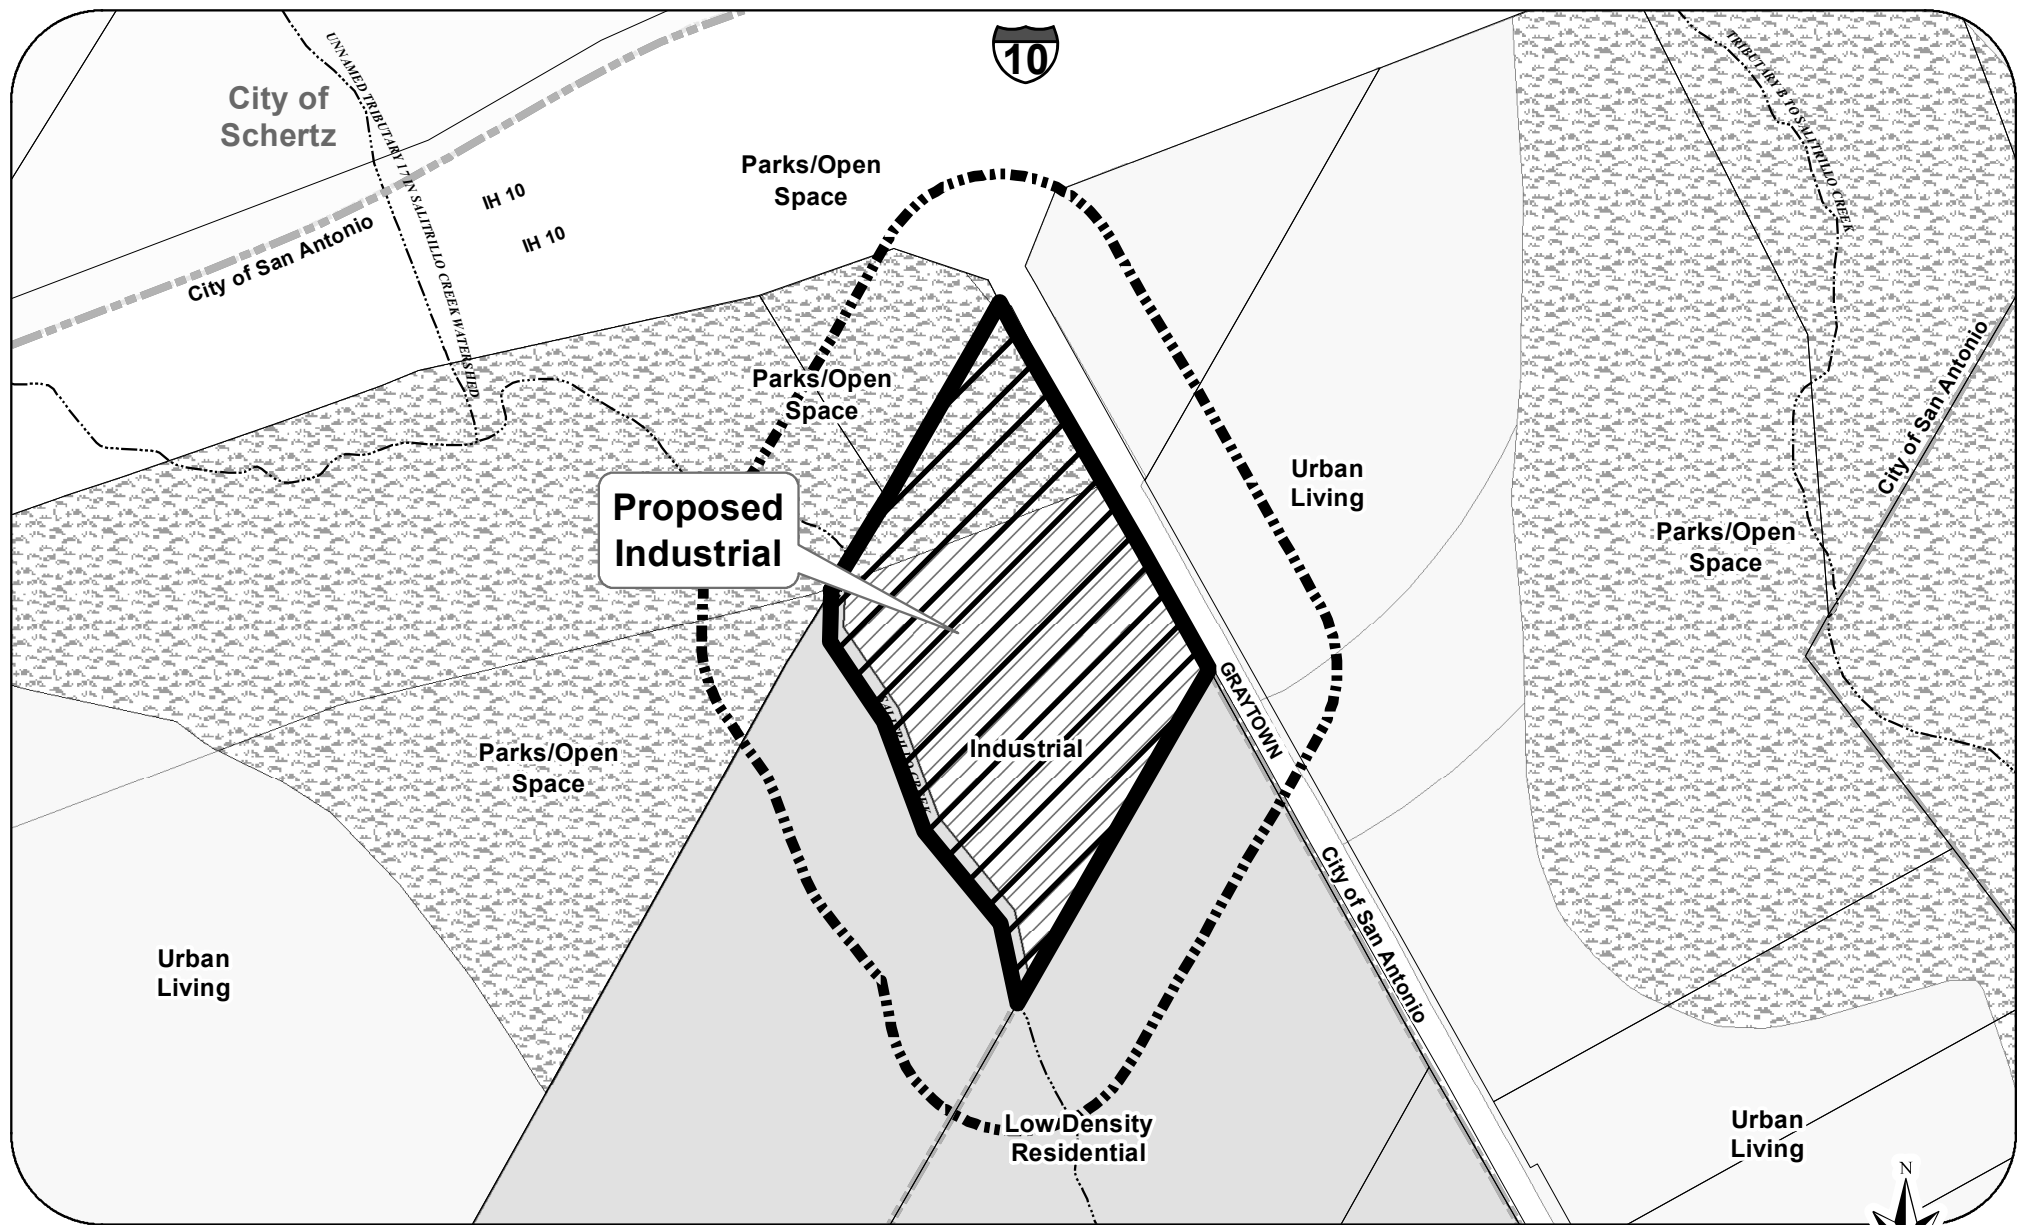 10
City of
Schertz
UNNAMED TRIBUTARY 17 IN SALITRILLO CREEK WATERSHED
TRIBUTARY B TO SALITRILLO CREEK
Parks/Open
Space
IH 10
IH 10
City of San Antonio
Parks/Open
Space
City of San Antonio
Urban
Living
Proposed
Industrial
Parks/Open
Space
GRAYTOWN
SALITRILLO CREEK
Industrial
Parks/Open
Space
City of San Antonio
Urban
Living
Low Density
Residential
Urban
Living
N